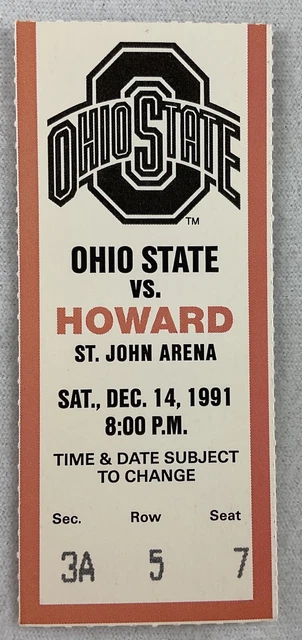 OHIO STATE
TM
OHIO STATE
VS.
HOWARD
ST. JOHN ARENA
SAT., DEC. 14, 1991
8:00 P.M.
TIME & DATE SUBJECT
TO CHANGE
Sec. Row Seat
3A 5 7